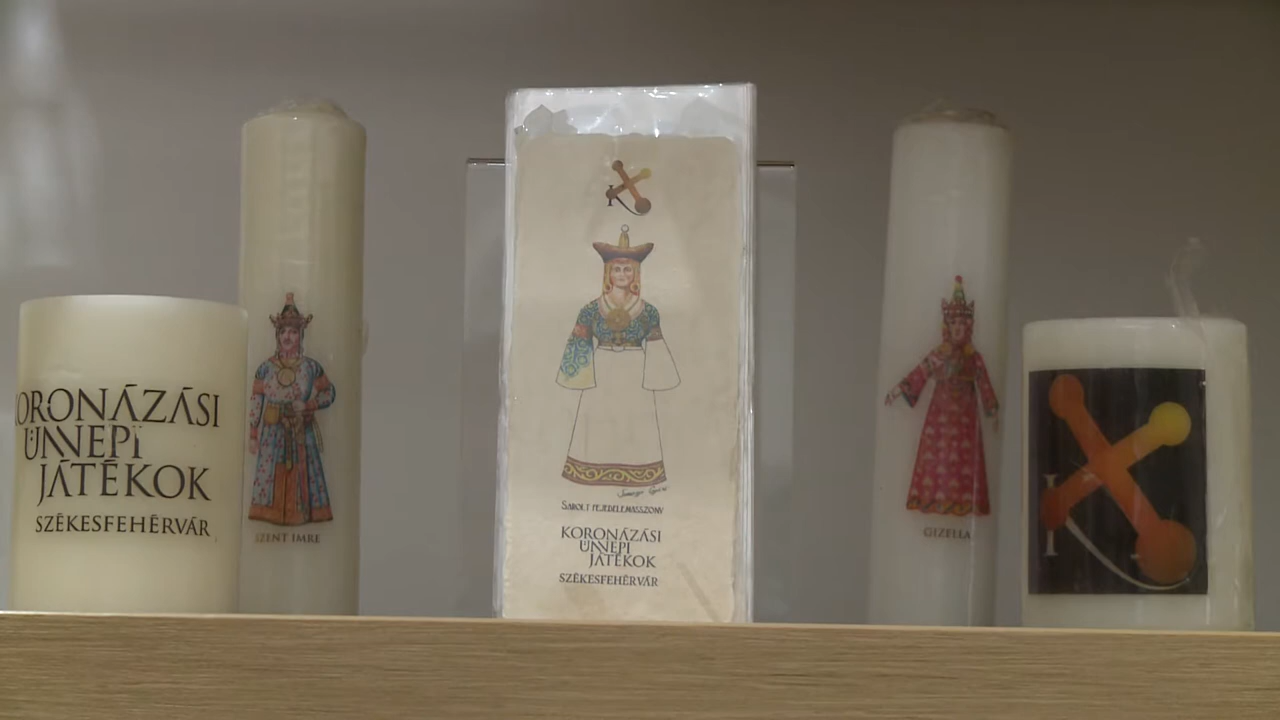 KORONÁZÁSI
ÜNNEPI
JÁTÉKOK
SZÉKESFEHÉRVÁR
SZENT IMRE
SAROLT FEJEDELEMASSZONY
KORONÁZÁSI
ÜNNEPI
JÁTÉKOK
SZÉKESFEHÉRVÁR
GIZELLA